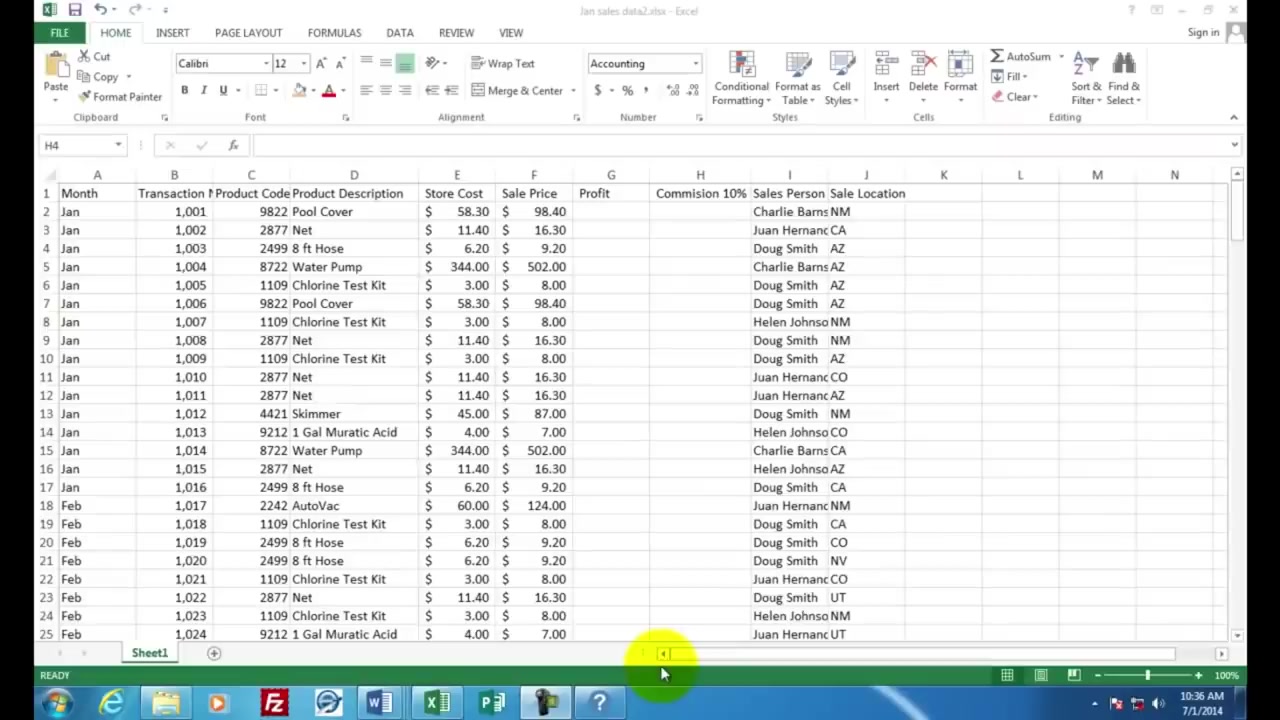 Jan sales data2.xlsx - Excel
FILE HOME INSERT PAGE LAYOUT FORMULAS DATA REVIEW VIEW Sign in
Cut
Copy
Format Painter
Paste
Clipboard
Calibri 12
B I U
Font
Wrap Text
Merge & Center
Alignment
Accounting
$ % ,
Number
Conditional Formatting
Format as Table
Cell Styles
Styles
Insert Delete Format
Cells
AutoSum
Fill
Clear
Sort & Filter
Find & Select
Editing
H4 fx
A B C D E F G H I J K L M N
1 Month Transaction N Product Code Product Description Store Cost Sale Price Profit Commision 10% Sales Person Sale Location
2 Jan 1,001 9822 Pool Cover $ 58.30 $ 98.40 Charlie Barns NM
3 Jan 1,002 2877 Net $ 11.40 $ 16.30 Juan Hernanc CA
4 Jan 1,003 2499 8 ft Hose $ 6.20 $ 9.20 Doug Smith AZ
5 Jan 1,004 8722 Water Pump $ 344.00 $ 502.00 Charlie Barns AZ
6 Jan 1,005 1109 Chlorine Test Kit $ 3.00 $ 8.00 Doug Smith AZ
7 Jan 1,006 9822 Pool Cover $ 58.30 $ 98.40 Doug Smith AZ
8 Jan 1,007 1109 Chlorine Test Kit $ 3.00 $ 8.00 Helen Johnso NM
9 Jan 1,008 2877 Net $ 11.40 $ 16.30 Doug Smith NM
10 Jan 1,009 1109 Chlorine Test Kit $ 3.00 $ 8.00 Doug Smith AZ
11 Jan 1,010 2877 Net $ 11.40 $ 16.30 Juan Hernanc CO
12 Jan 1,011 2877 Net $ 11.40 $ 16.30 Juan Hernanc AZ
13 Jan 1,012 4421 Skimmer $ 45.00 $ 87.00 Doug Smith NM
14 Jan 1,013 9212 1 Gal Muratic Acid $ 4.00 $ 7.00 Helen Johnso CO
15 Jan 1,014 8722 Water Pump $ 344.00 $ 502.00 Charlie Barns CA
16 Jan 1,015 2877 Net $ 11.40 $ 16.30 Helen Johnso AZ
17 Jan 1,016 2499 8 ft Hose $ 6.20 $ 9.20 Doug Smith CA
18 Feb 1,017 2242 AutoVac $ 60.00 $ 124.00 Juan Hernanc NM
19 Feb 1,018 1109 Chlorine Test Kit $ 3.00 $ 8.00 Doug Smith CA
20 Feb 1,019 2499 8 ft Hose $ 6.20 $ 9.20 Doug Smith CO
21 Feb 1,020 2499 8 ft Hose $ 6.20 $ 9.20 Doug Smith NV
22 Feb 1,021 1109 Chlorine Test Kit $ 3.00 $ 8.00 Juan Hernanc CO
23 Feb 1,022 2877 Net $ 11.40 $ 16.30 Doug Smith UT
24 Feb 1,023 1109 Chlorine Test Kit $ 3.00 $ 8.00 Helen Johnso NM
25 Feb 1,024 9212 1 Gal Muratic Acid $ 4.00 $ 7.00 Juan Hernanc UT
Sheet1
READY 100%
10:36 AM
7/1/2014